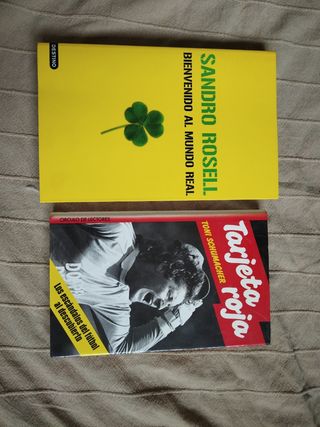 SANDRO ROSELL
BIENVENIDO AL MUNDO REAL
DESTINO
CÍRCULO DE LECTORES
Tarjeta
roja
TONI SCHUMACHER
Los escándalos del fútbol
al descubierto